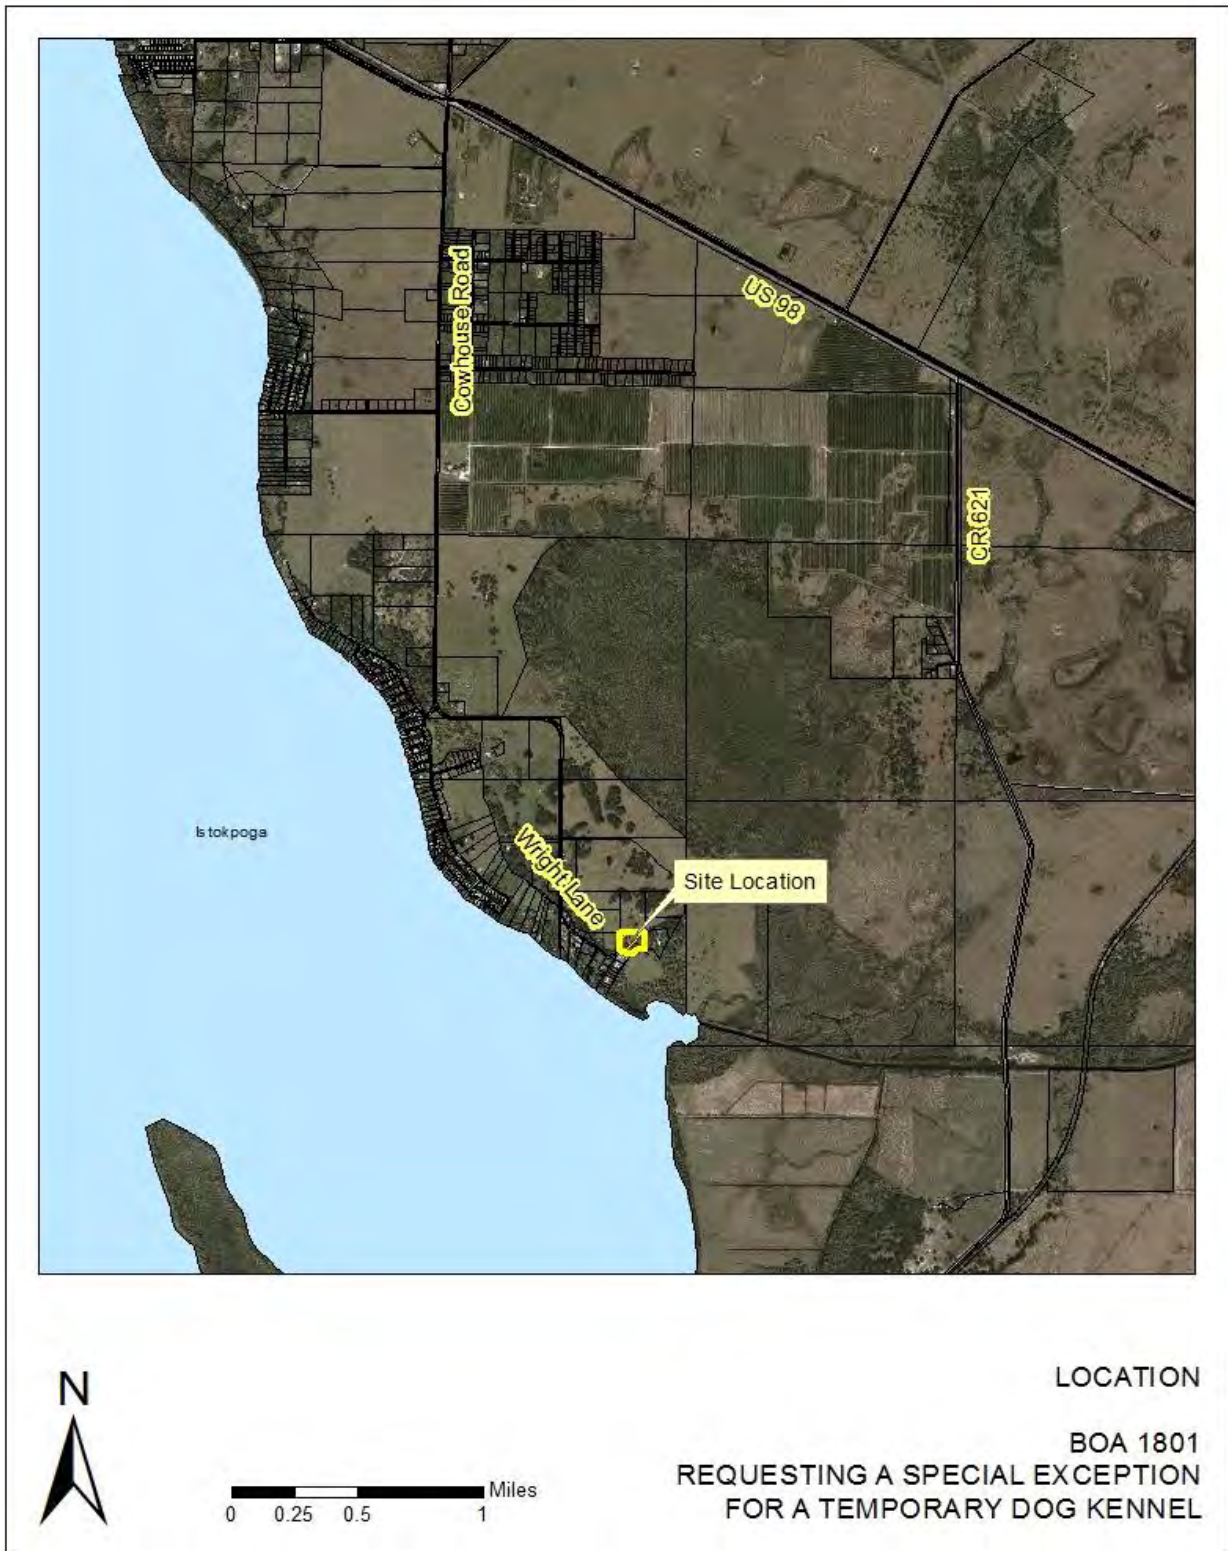 US 98
Cowhouse Road
CR 621
Istokpoga
Wright Lane
Site Location
N
Miles
0 0.25 0.5 1
LOCATION
BOA 1801
REQUESTING A SPECIAL EXCEPTION
FOR A TEMPORARY DOG KENNEL